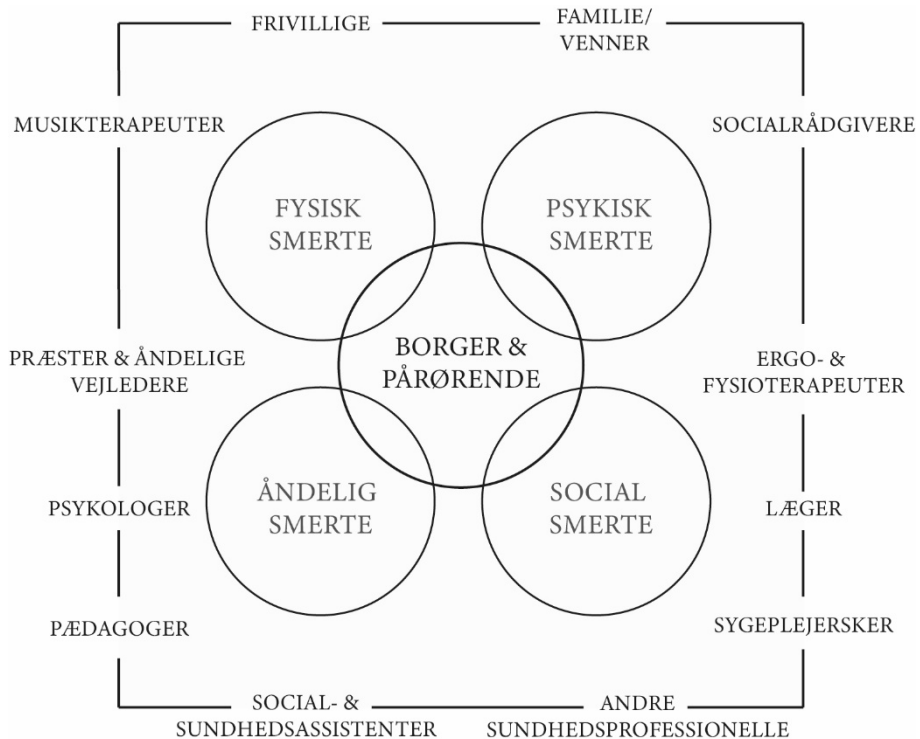 FRIVILLIGE
FAMILIE/
VENNER
MUSIKTERAPEUTER
SOCIALRÅDGIVERE
FYSISK
SMERTE
PSYKISK
SMERTE
PRÆSTER & ÅNDELIGE
VEJLEDERE
BORGER &
PÅRØRENDE
ERGO- &
FYSIOTERAPEUTER
ÅNDELIG
SMERTE
SOCIAL
SMERTE
PSYKOLOGER
LÆGER
PÆDAGOGER
SYGEPLEJERSKER
SOCIAL- &
SUNDHEDSASSISTENTER
ANDRE
SUNDHEDSPROFESSIONELLE